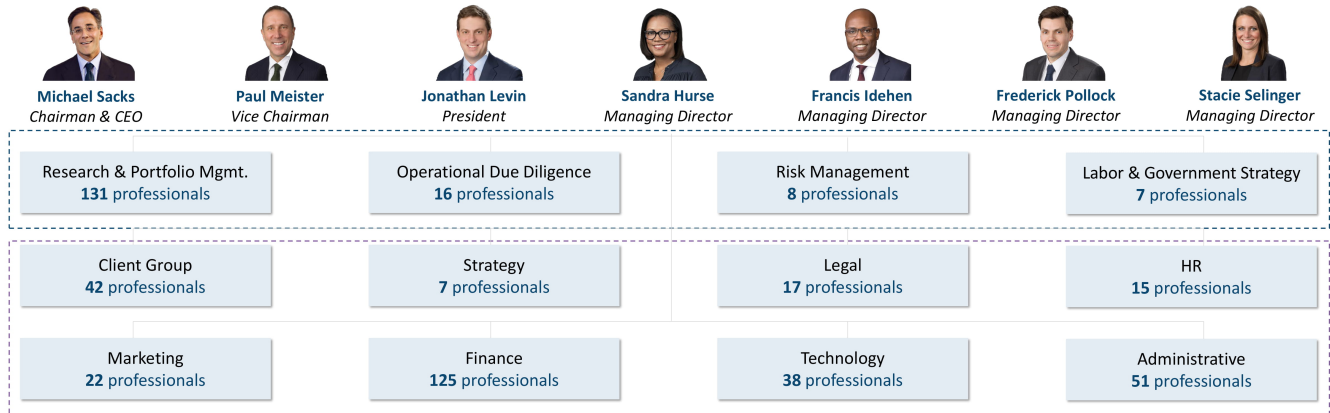 Michael Sacks
Chairman & CEO
Paul Meister
Vice Chairman
Jonathan Levin
President
Sandra Hurse
Managing Director
Francis Idehen
Managing Director
Frederick Pollock
Managing Director
Stacie Selinger
Managing Director
Research & Portfolio Mgmt.
131 professionals
Operational Due Diligence
16 professionals
Risk Management
8 professionals
Labor & Government Strategy
7 professionals
Client Group
42 professionals
Strategy
7 professionals
Legal
17 professionals
HR
15 professionals
Marketing
22 professionals
Finance
125 professionals
Technology
38 professionals
Administrative
51 professionals